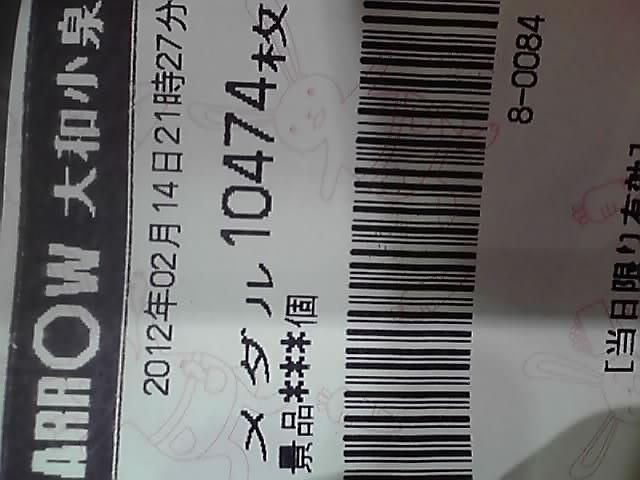 ARROW 大和小泉
2012年02月14日21時27分
メダル 10474枚
景品***個
8-0084
[当日限り有効]